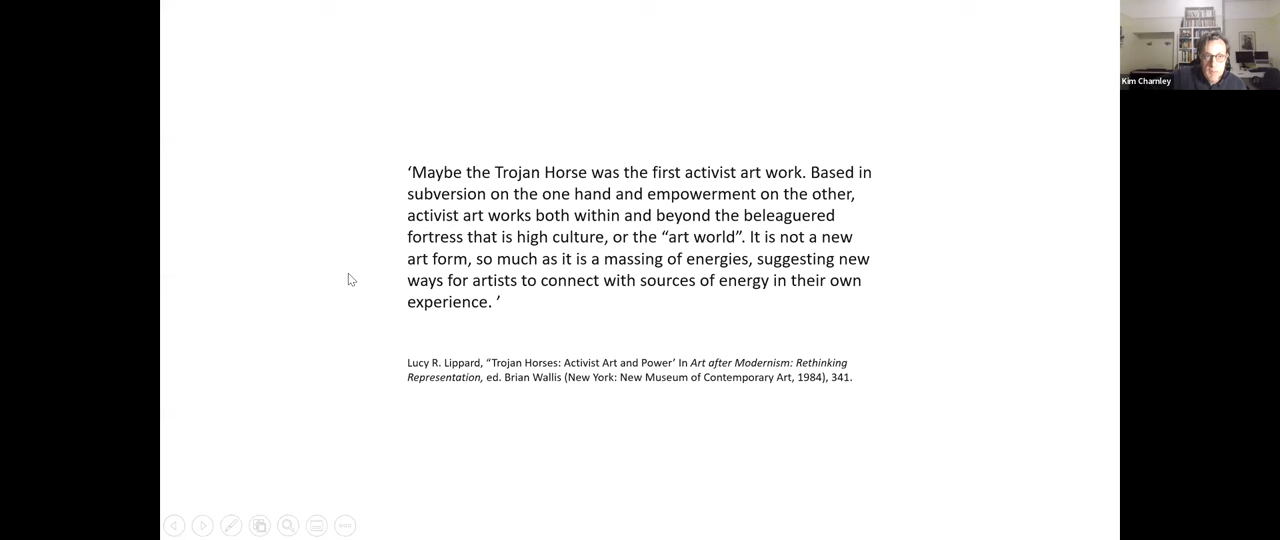 ‘Maybe the Trojan Horse was the first activist art work. Based in
subversion on the one hand and empowerment on the other,
activist art works both within and beyond the beleaguered
fortress that is high culture, or the “art world”. It is not a new
art form, so much as it is a massing of energies, suggesting new
ways for artists to connect with sources of energy in their own
experience. ’
Lucy R. Lippard, “Trojan Horses: Activist Art and Power’ In Art after Modernism: Rethinking
Representation, ed. Brian Wallis (New York: New Museum of Contemporary Art, 1984), 341.
Kim Charnley